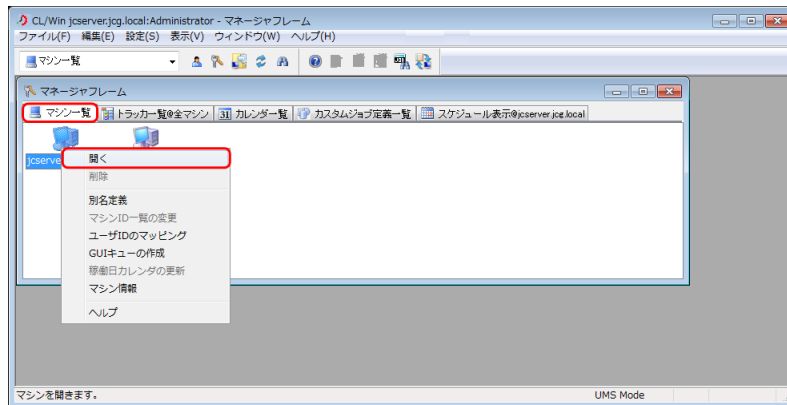 CL/Win jcserver.jcg.local:Administrator - マネージャフレーム
ファイル(F) 編集(E) 設定(S) 表示(V) ウィンドウ(W) ヘルプ(H)
マシン一覧
マネージャフレーム
マシン一覧 トラッカー一覧@全マシン 31 カレンダ一覧 カスタムジョブ定義一覧 スケジュール表示@jcserver.jcg.local
jcserve
開く
削除
別名定義
マシンID一覧の変更
ユーザIDのマッピング
GUIキューの作成
稼働日カレンダの更新
マシン情報
ヘルプ
マシンを開きます。 UMS Mode